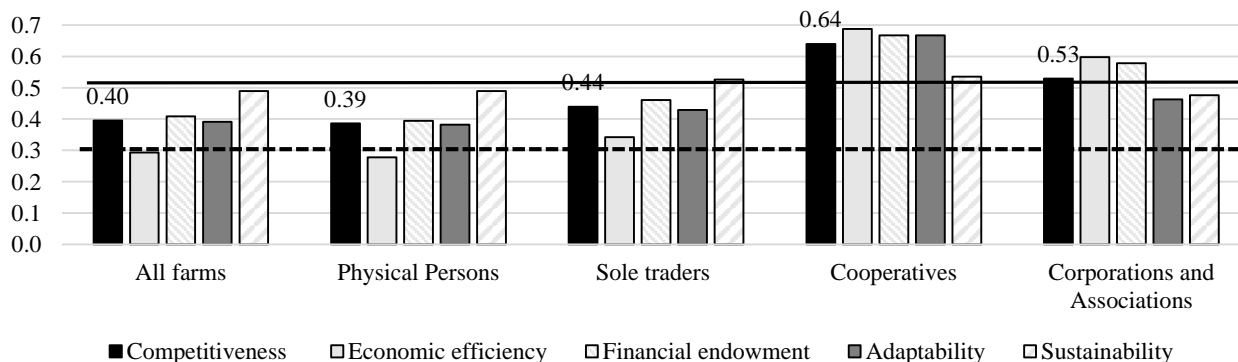 0.7
0.6
0.5
0.4
0.3
0.2
0.1
0.0
0.40
0.39
0.44
0.64
0.53
All farms
Physical Persons
Sole traders
Cooperatives
Corporations and
Associations
Competitiveness
Economic efficiency
Financial endowment
Adaptability
Sustainability